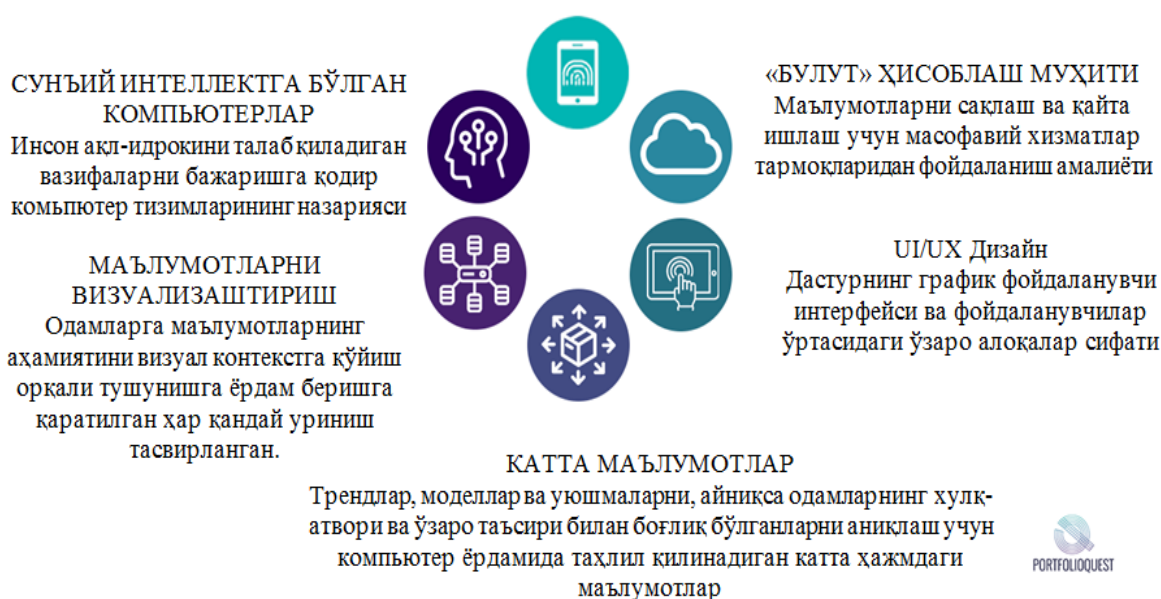 СУНЪИЙ ИНТЕЛЛЕКТГА БЎЛГАН
КОМПЬЮТЕРЛАР
Инсон ақл-идрокини талаб қиладиган
вазифаларни бажаришга қодир
комьпютер тизимларининг назарияси
МАЪЛУМОТЛАРНИ
ВИЗУАЛИЗАШТИРИШ
Одамларга маълумотларнинг
аҳамиятини визуал контекстга қўйиш
орқали тушунишга ёрдам беришга
қаратилган ҳар қандай уриниш
тасвирланган.
«БУЛУТ» ҲИСОБЛАШ МУҲИТИ
Маълумотларни сақлаш ва қайта
ишлаш учун масофавий хизматлар
тармоқларидан фойдаланиш амалиёти
UI/UX Дизайн
Дастурнинг график фойдаланувчи
интерфейси ва фойдаланувчилар
ўртасидаги ўзаро алоқалар сифати
КАТТА МАЪЛУМОТЛАР
Трендлар, моделлар ва уюшмаларни, айниқса одамларнинг хулқ-
атвори ва ўзаро таъсири билан боғлиқ бўлганларни аниқлаш учун
компьютер ёрдамида таҳлил қилинадиган катта ҳажмдаги
маълумотлар
PORTFOLIOQUEST